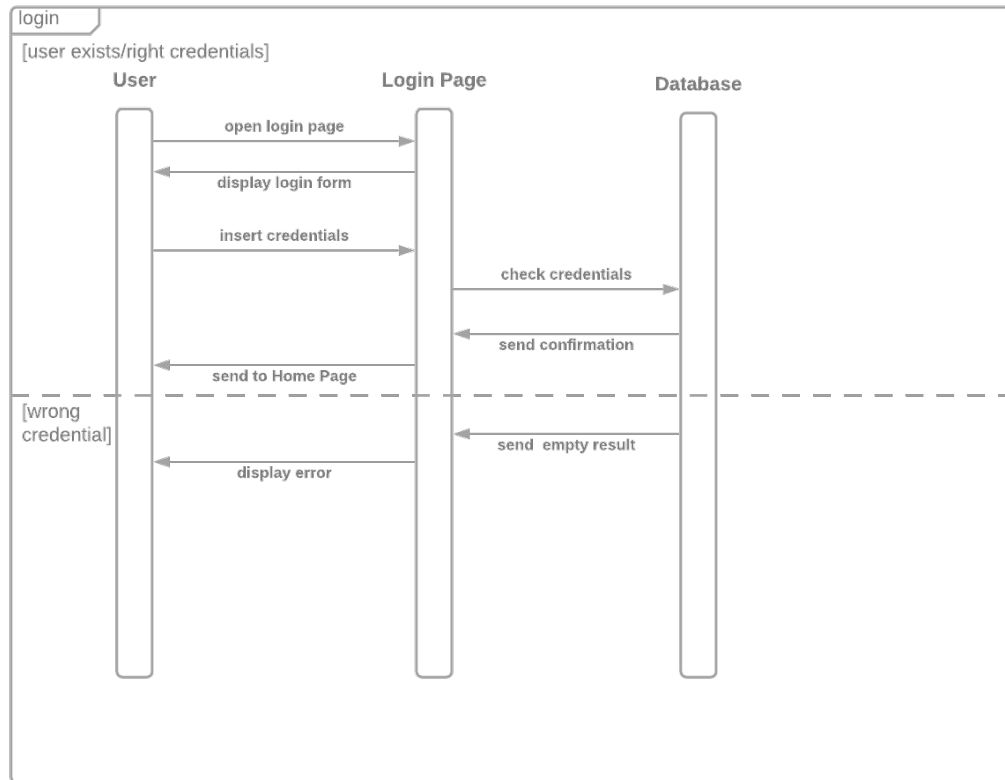 login
[user exists/right credentials]
User
Login Page
Database
open login page
display login form
insert credentials
check credentials
send confirmation
send to Home Page
[wrong
credential]
send  empty result
display error